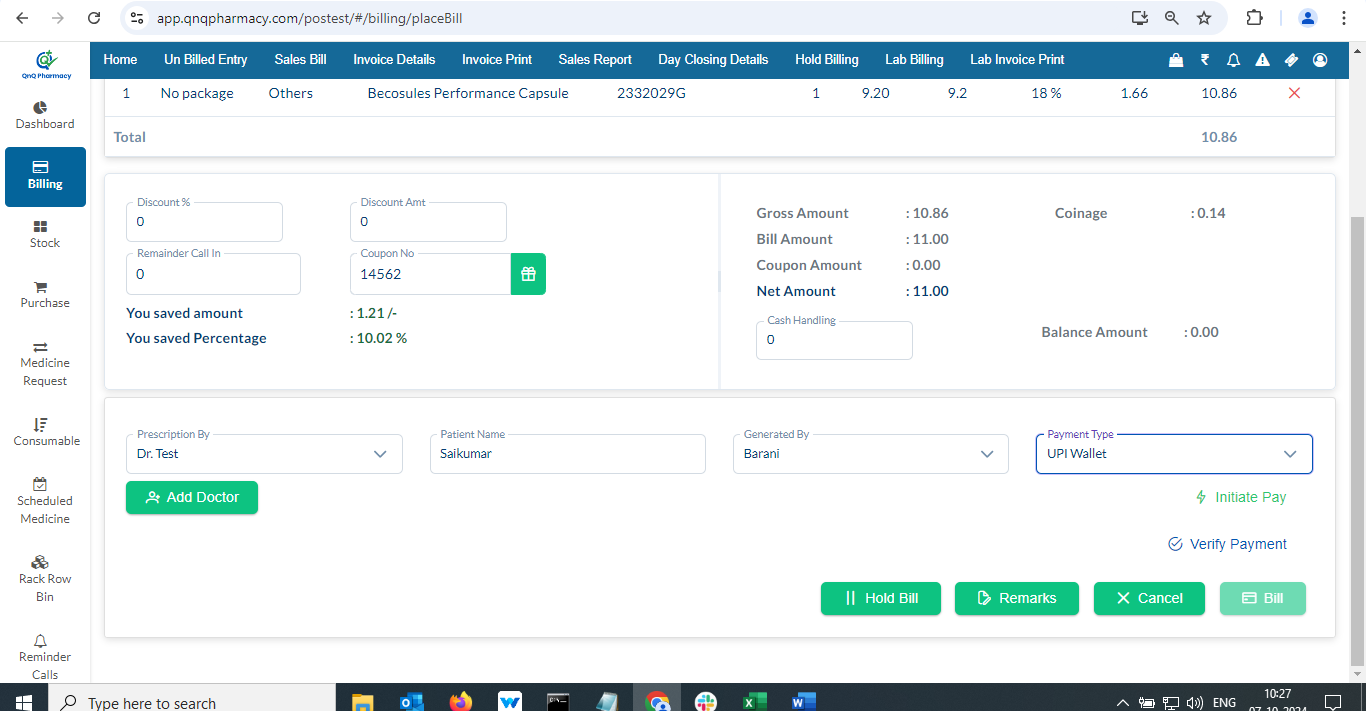 app.qnqpharmacy.com/postest/#/billing/placeBill
QnQ Pharmacy
Home Un Billed Entry Sales Bill Invoice Details Invoice Print Sales Report Day Closing Details Hold Billing Lab Billing Lab Invoice Print
Dashboard
Billing
Stock
Purchase
Medicine
Request
Consumable
Scheduled
Medicine
Rack Row
Bin
Reminder
Calls
1 No package Others Becosules Performance Capsule 2332029G 1 9.20 9.2 18 % 1.66 10.86
Total 10.86
Discount % Discount Amt
0 0
Remainder Call In Coupon No
0 14562
You saved amount : 1.21 /-
You saved Percentage : 10.02 %
Gross Amount : 10.86 Coinage : 0.14
Bill Amount : 11.00
Coupon Amount : 0.00
Net Amount : 11.00
Cash Handling
0
Balance Amount : 0.00
Prescription By Patient Name Generated By Payment Type
Dr. Test Saikumar Barani UPI Wallet
Add Doctor Initiate Pay
Verify Payment
Hold Bill Remarks Cancel Bill
Type here to search
ENG
10:27
07-10-2024